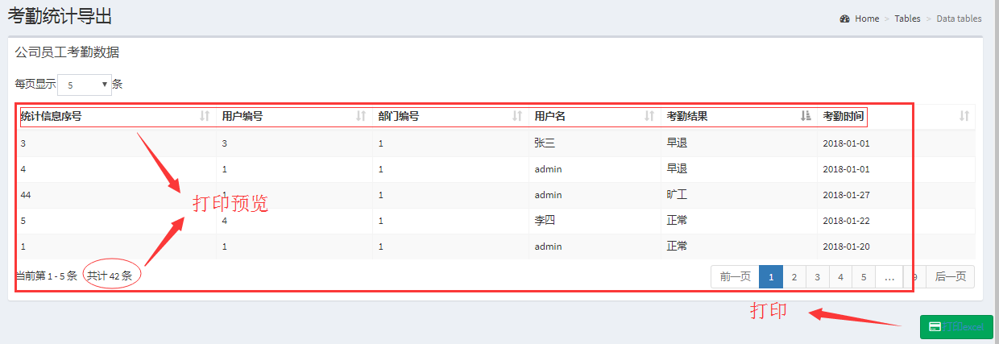 考勤统计导出
Home > Tables > Data tables
公司员工考勤数据
每页显示 5 条
统计信息序号 用户编号 部门编号 用户名 考勤结果 考勤时间
3 3 1 张三 早退 2018-01-01
4 1 1 admin 早退 2018-01-01
44 1 1 admin 旷工 2018-01-27
打印预览
5 4 1 李四 正常 2018-01-22
1 1 1 admin 正常 2018-01-20
当前第 1 - 5 条 共计 42 条
前一页 1 2 3 4 5 ... 9 后一页
打印
打印excel